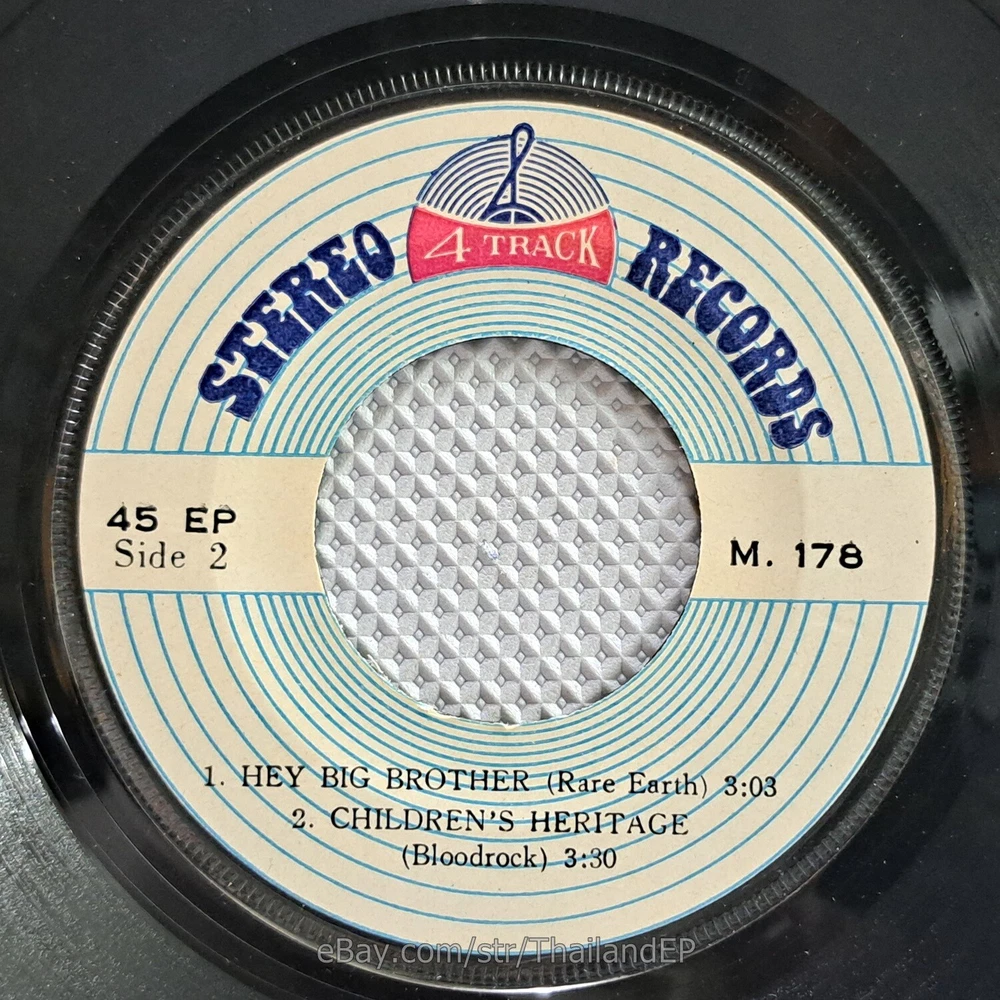 STEREO 4 TRACK RECORDS
45 EP
Side 2
M. 178
1. HEY BIG BROTHER (Rare Earth) 3:03
2. CHILDREN'S HERITAGE
(Bloodrock) 3:30
eBay.com/str/ThailandEP